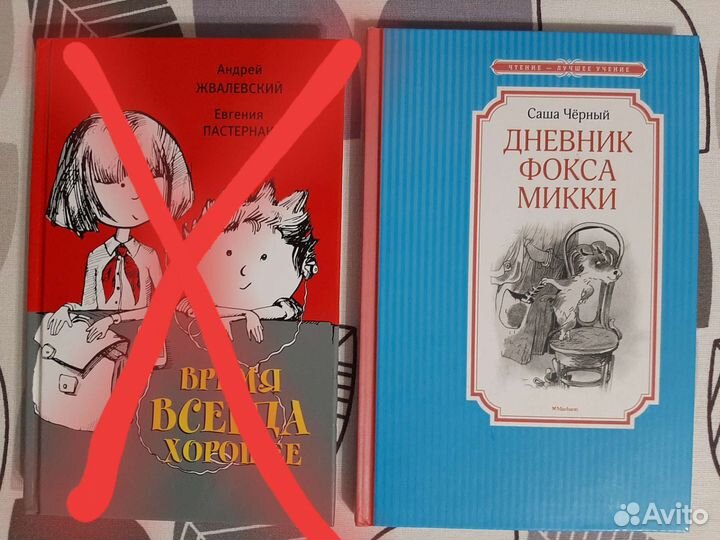 Андрей
ЖВАЛЕВСКИЙ
Евгения
ПАСТЕРНАК
ВРЕМЯ
ВСЕГДА
ХОРОШЕЕ
ЧТЕНИЕ – ЛУЧШЕЕ УЧЕНИЕ
Саша Чёрный
ДНЕВНИК
ФОКСА
МИККИ
Machaon
Avito